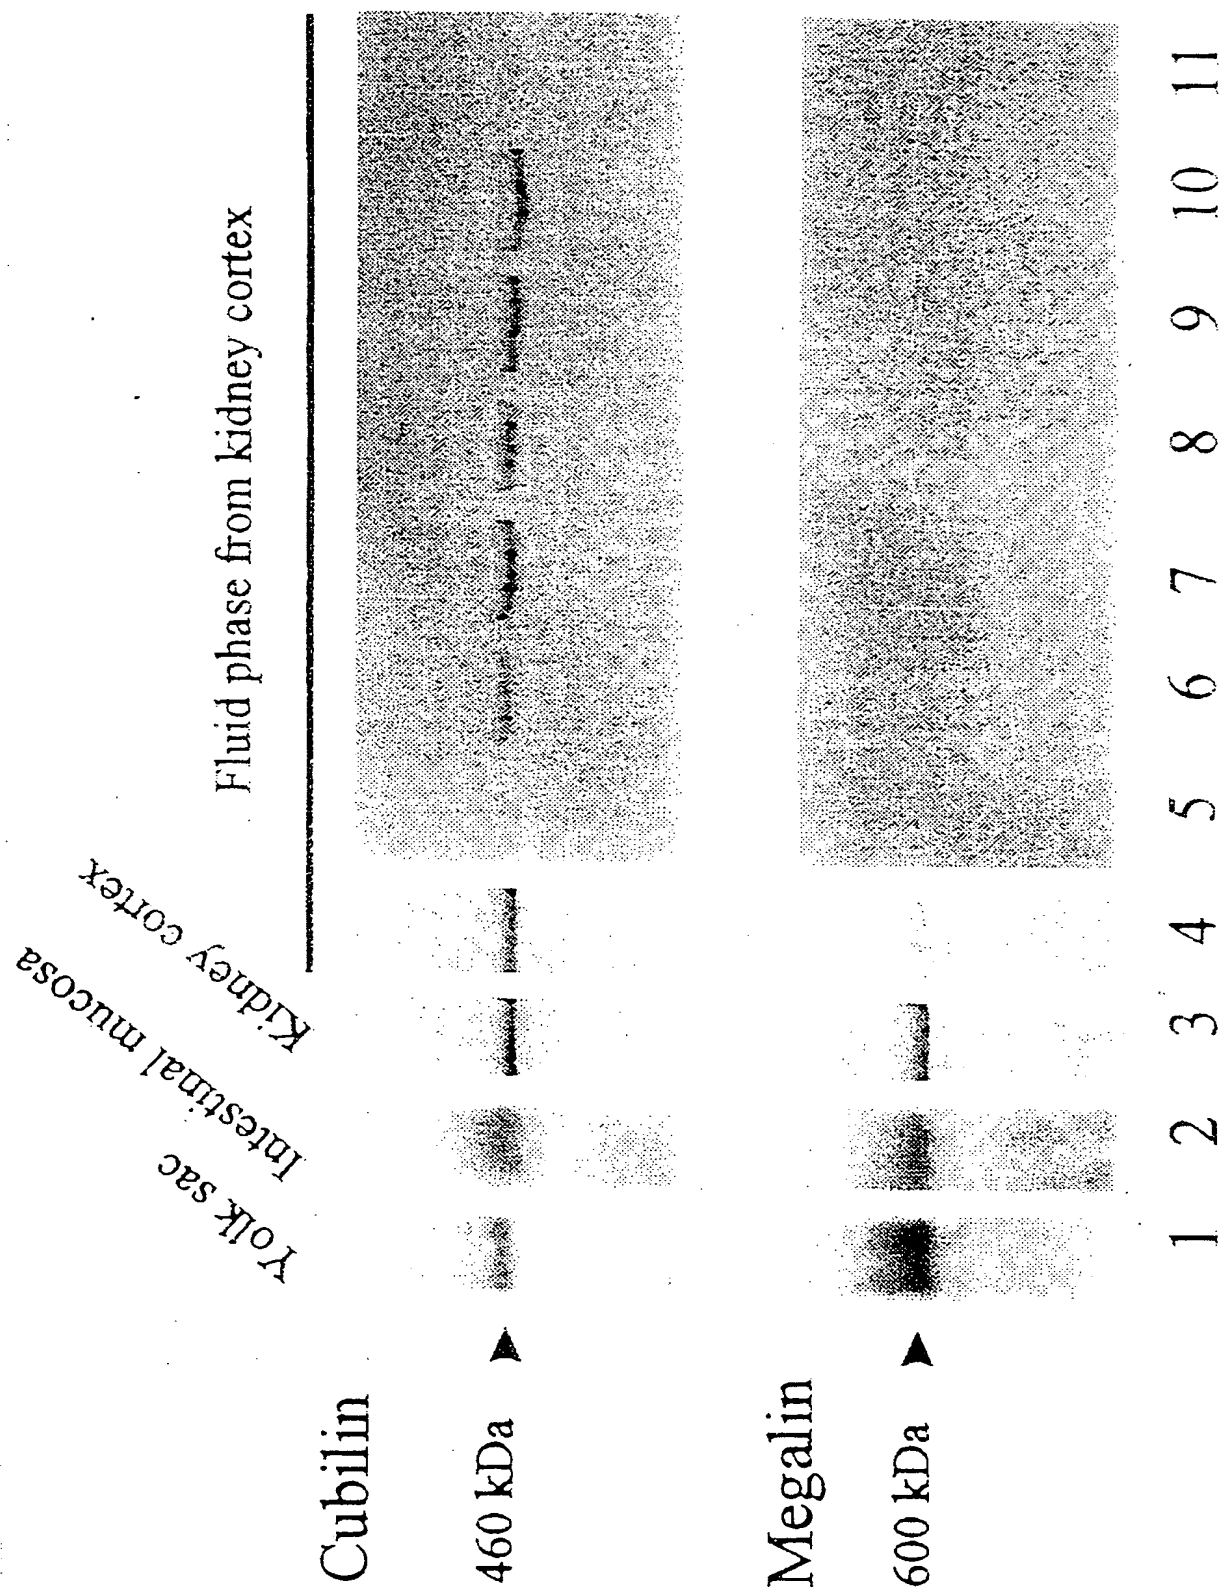 Yolk sac
Intestinal mucosa
Kidney cortex
Fluid phase from kidney cortex
Cubilin
460 kDa
Megalin
600 kDa
1 2 3 4 5 6 7 8 9 10 11